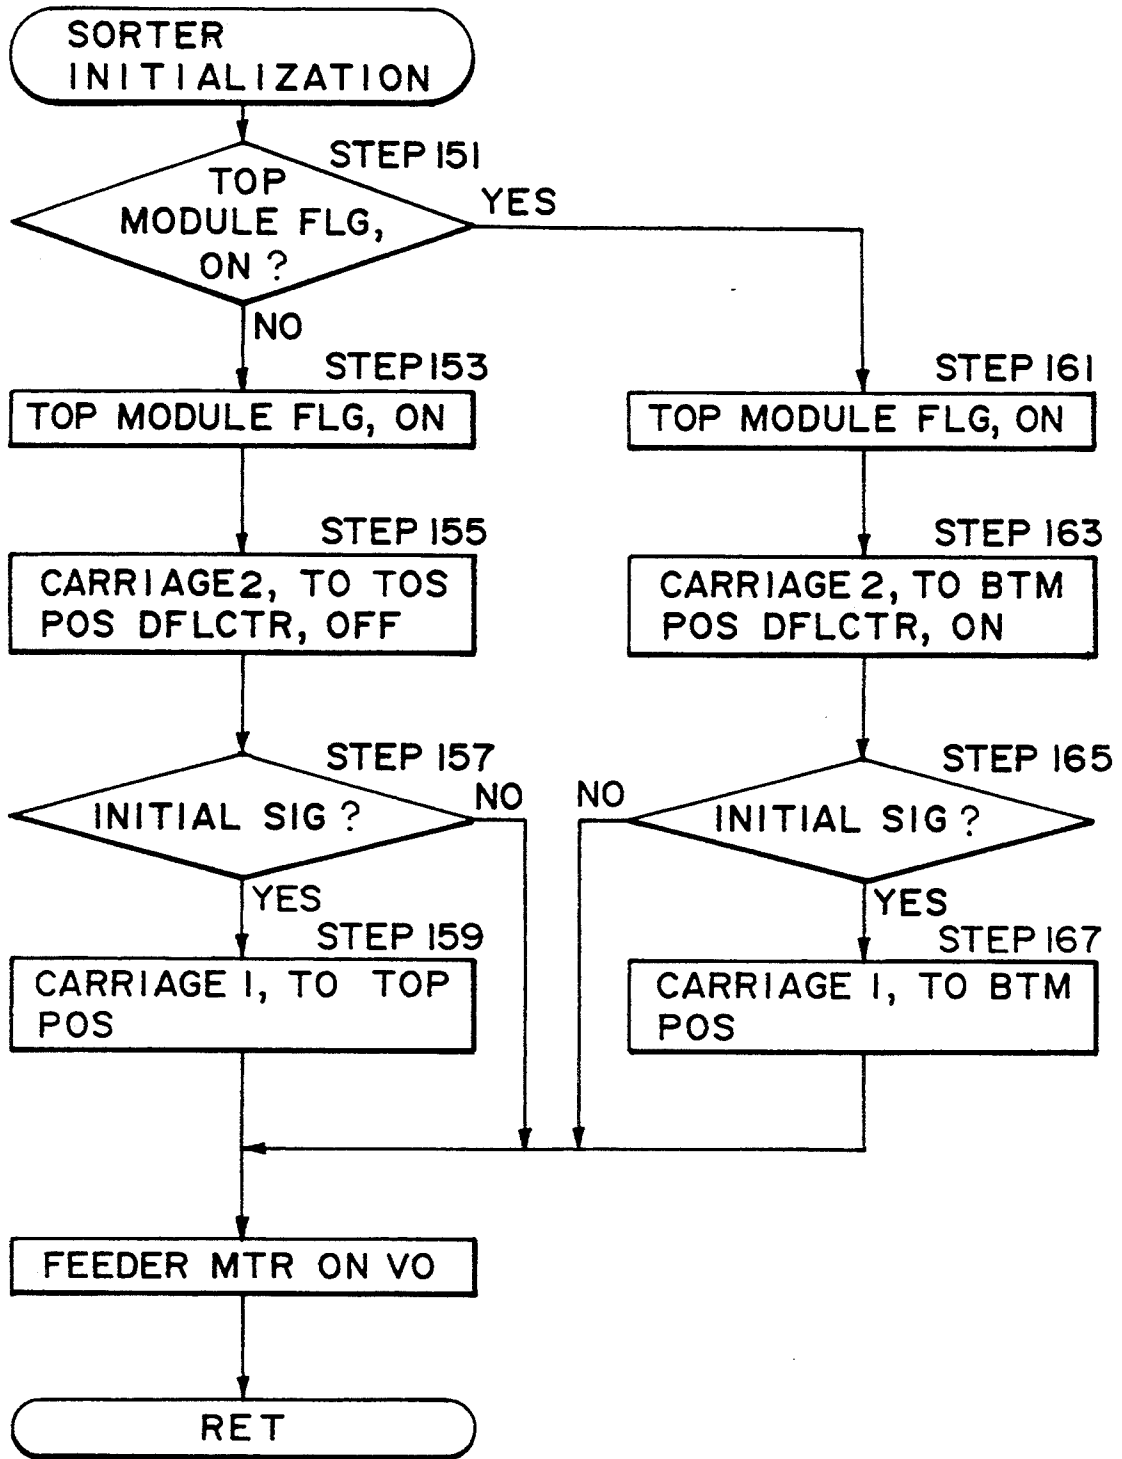 SORTER
INITIALIZATION
STEP 151
TOP
MODULE FLG,
ON ?
YES
NO
STEP 153
TOP MODULE FLG, ON
STEP 155
CARRIAGE 2, TO TOS
POS DFLCTR, OFF
STEP 157
INITIAL SIG ?
NO
YES
STEP 159
CARRIAGE 1, TO TOP
POS
STEP 161
TOP MODULE FLG, ON
STEP 163
CARRIAGE 2, TO BTM
POS DFLCTR, ON
STEP 165
NO
INITIAL SIG ?
YES
STEP 167
CARRIAGE 1, TO BTM
POS
FEEDER MTR ON VO
RET